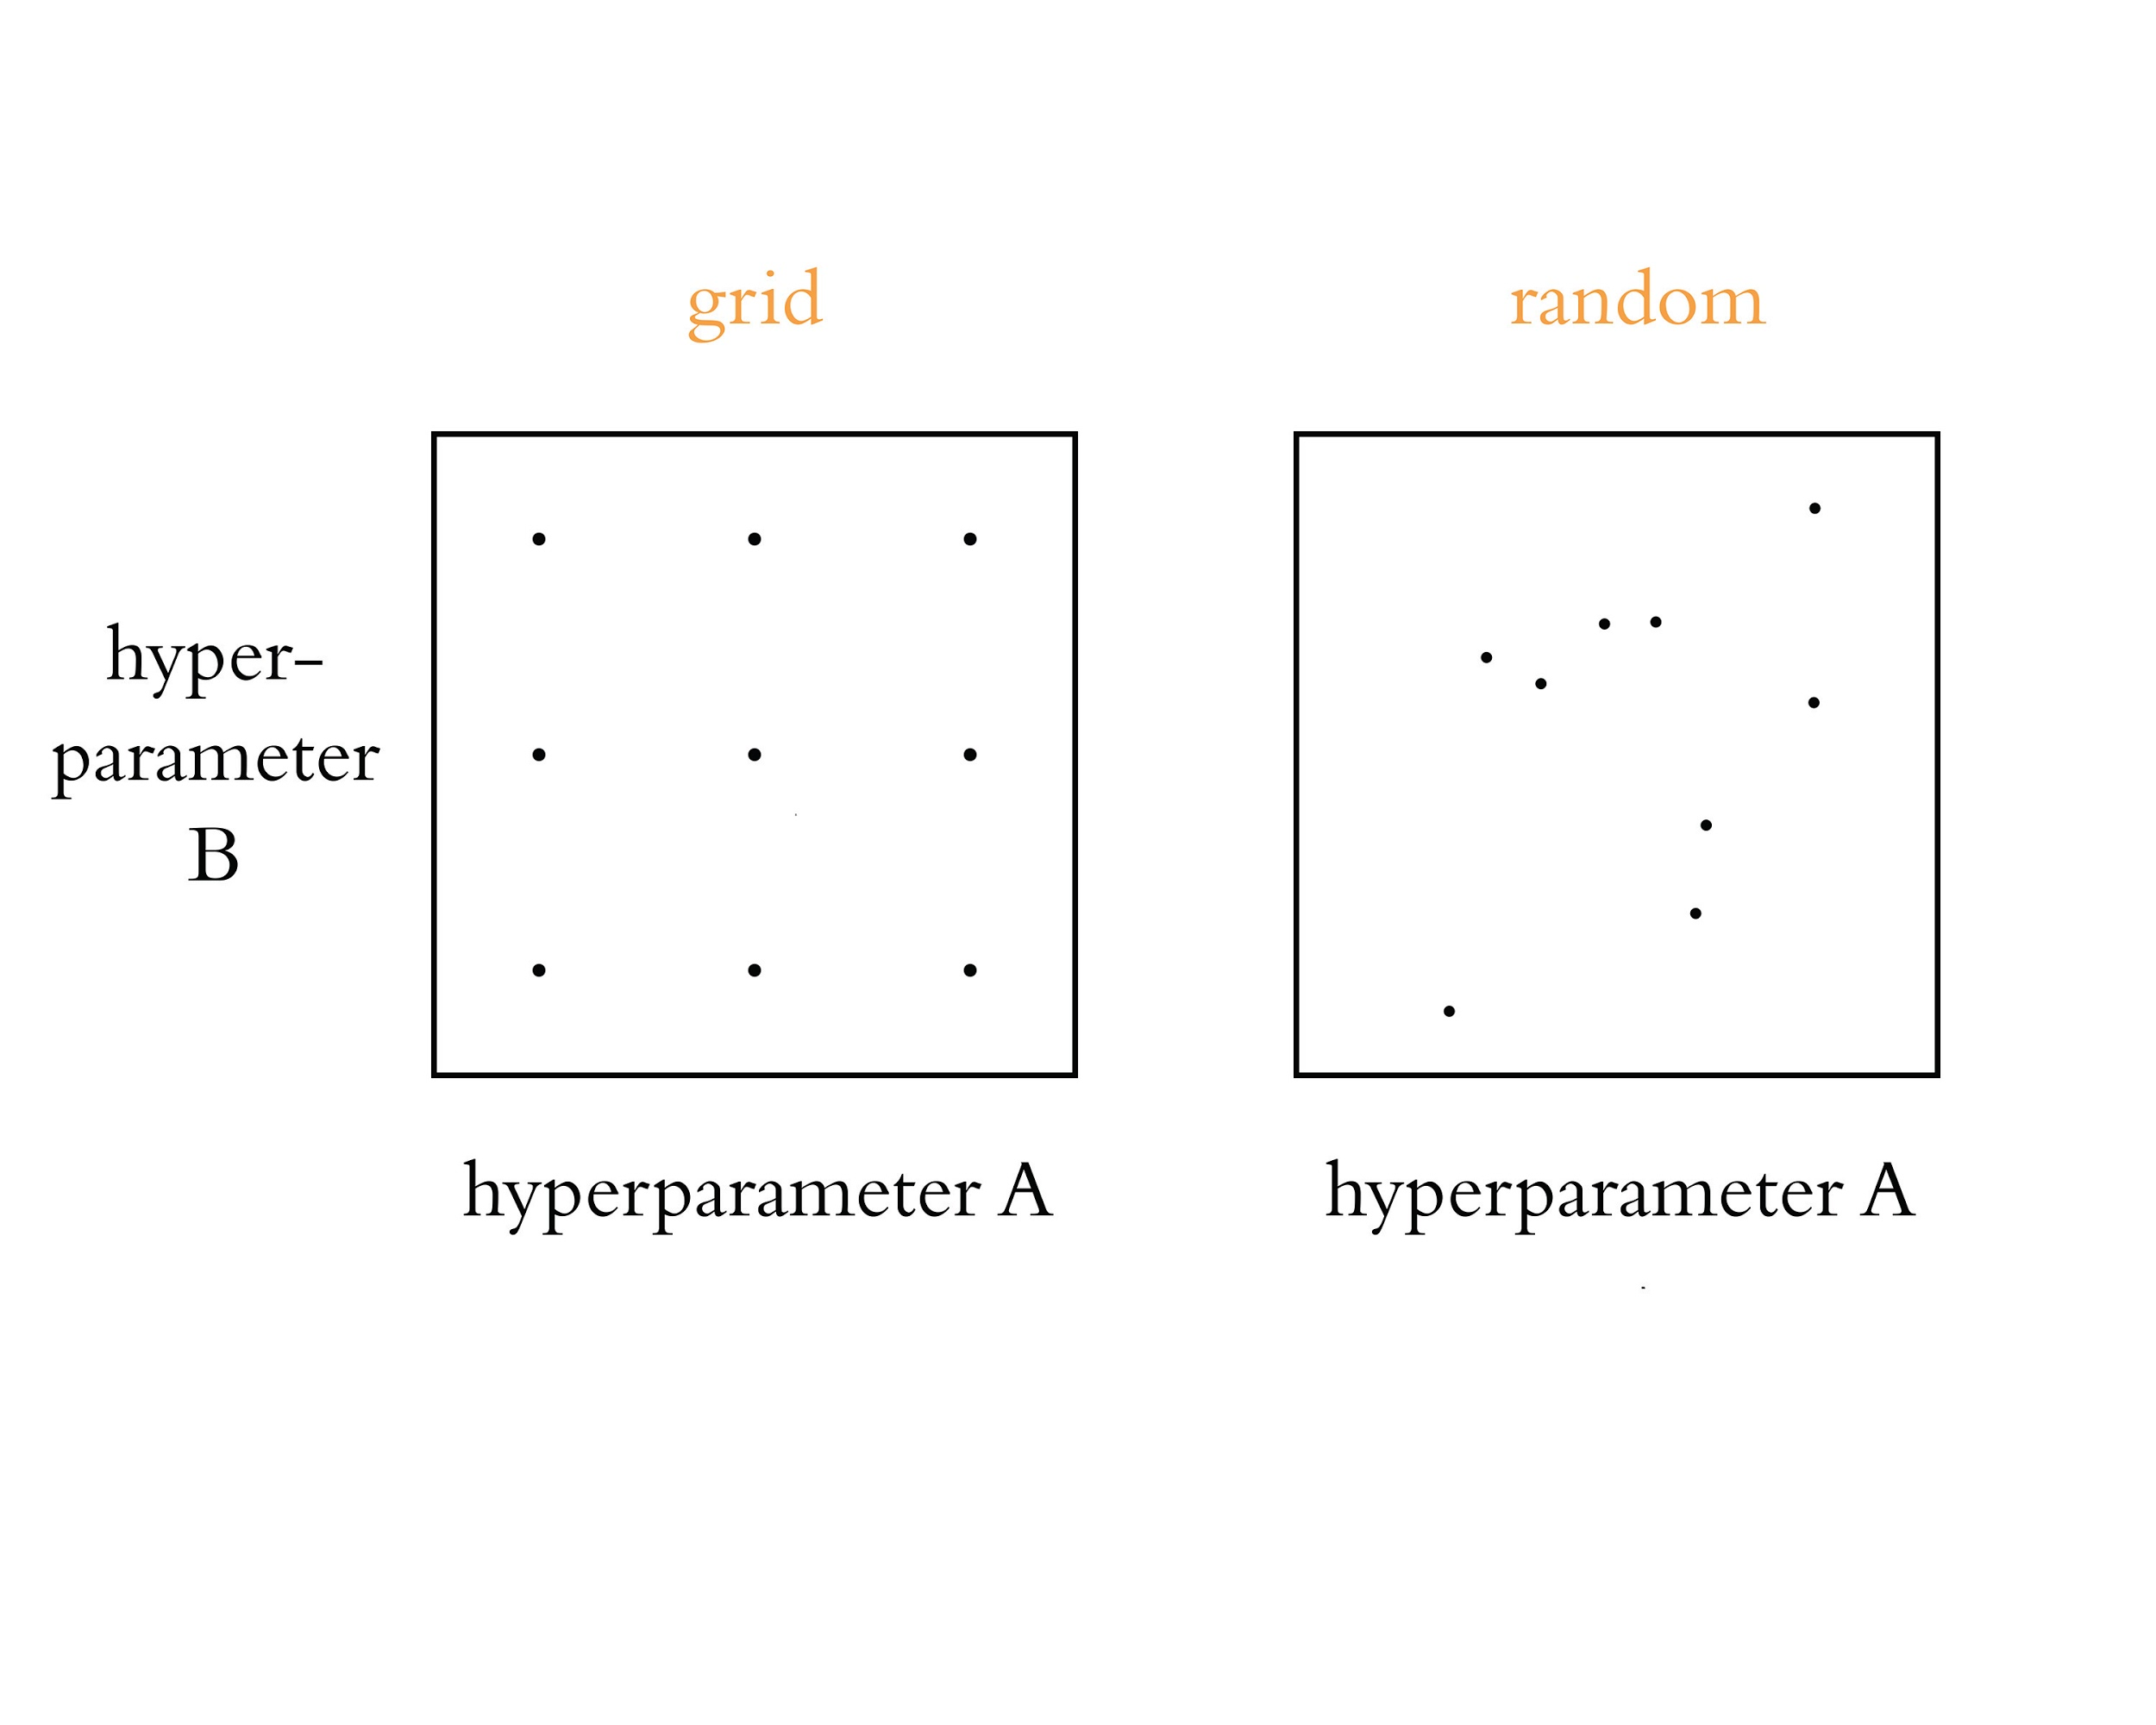 grid
random
hyper-
parameter
B
hyperparameter A
hyperparameter A